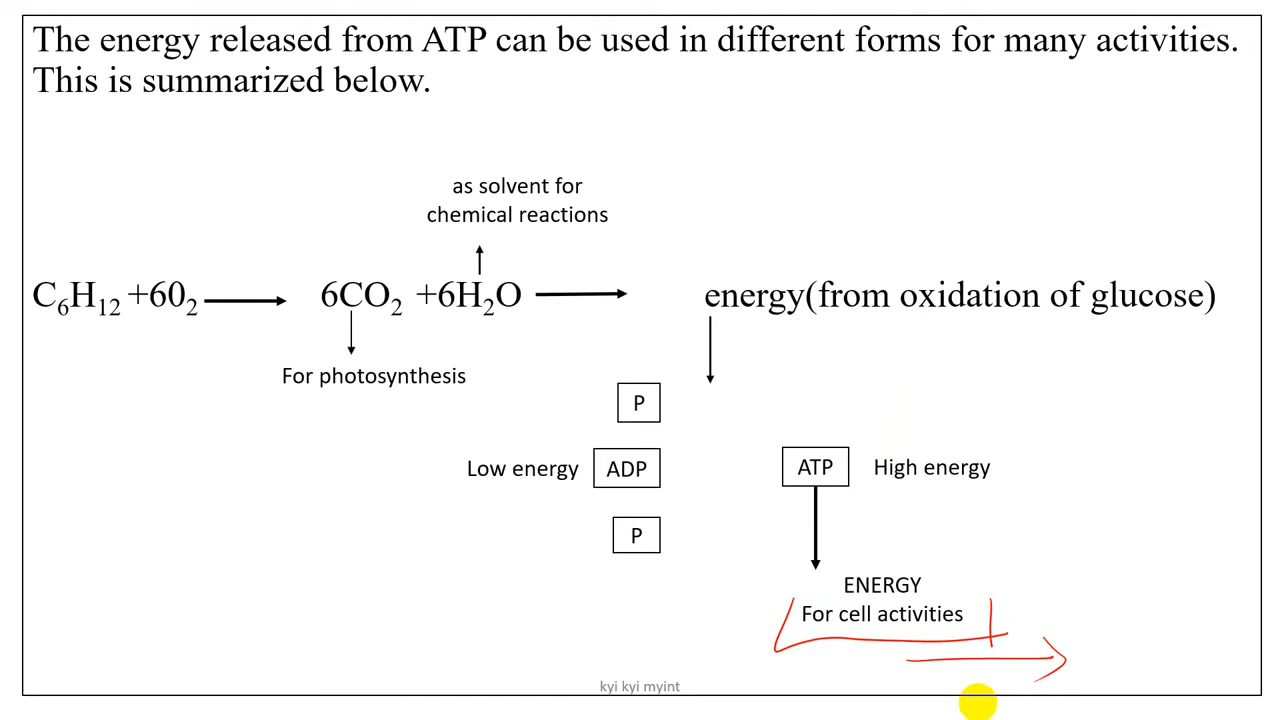 The energy released from ATP can be used in different forms for many activities.
This is summarized below.
as solvent for
chemical reactions
C₆H₁₂ +60₂ 6CO₂ +6H₂O energy(from oxidation of glucose)
For photosynthesis
P
Low energy ADP ATP High energy
P
ENERGY
For cell activities
kyi kyi myint